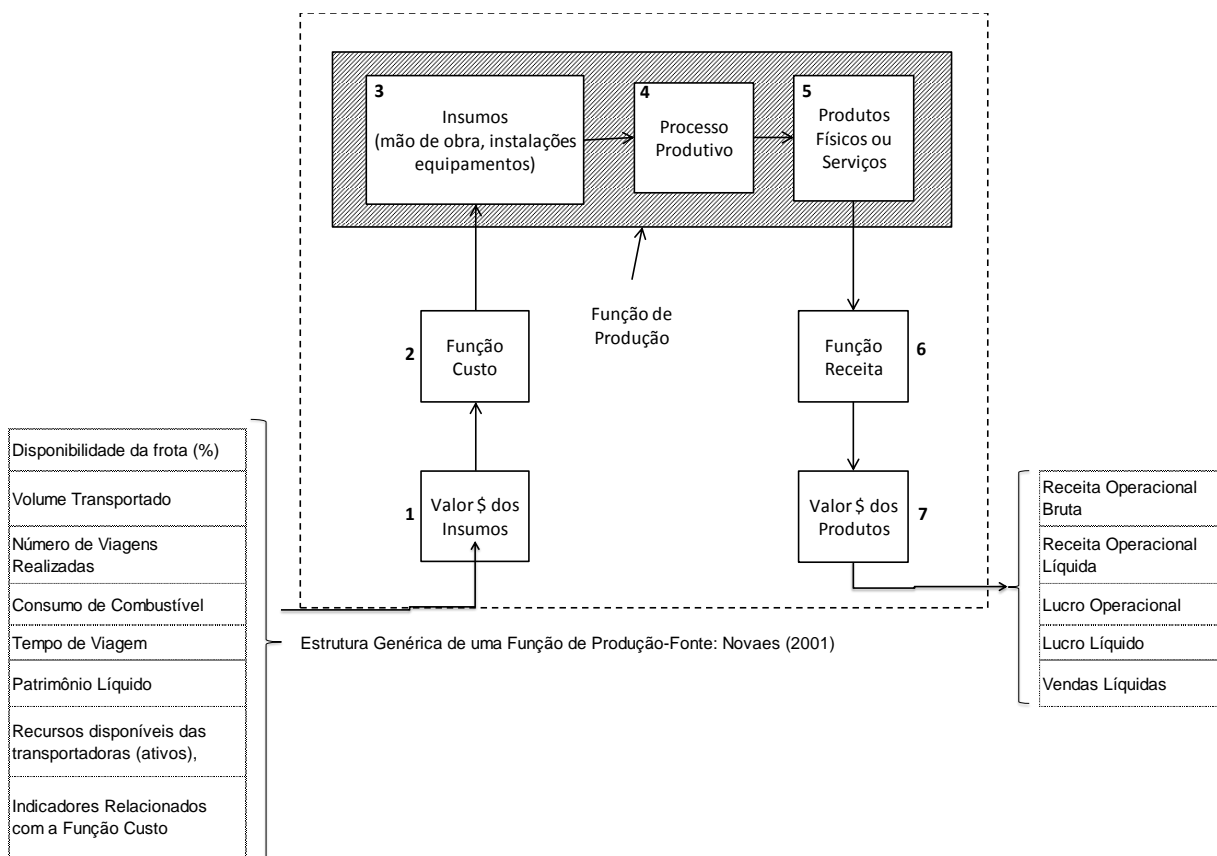 3
Insumos
(mão de obra, instalações
equipamentos)
4
Processo
Produtivo
5
Produtos
Físicos ou
Serviços
Função de
Produção
2
Função
Custo
Função
Receita
6
1
Valor $ dos
Insumos
Valor $ dos
Produtos
7
Disponibilidade da frota (%)
Volume Transportado
Número de Viagens
Realizadas
Consumo de Combustível
Tempo de Viagem
Patrimônio Líquido
Recursos disponíveis das
transportadoras (ativos),
Indicadores Relacionados
com a Função Custo
Estrutura Genérica de uma Função de Produção-Fonte: Novaes (2001)
Receita Operacional
Bruta
Receita Operacional
Líquida
Lucro Operacional
Lucro Líquido
Vendas Líquidas